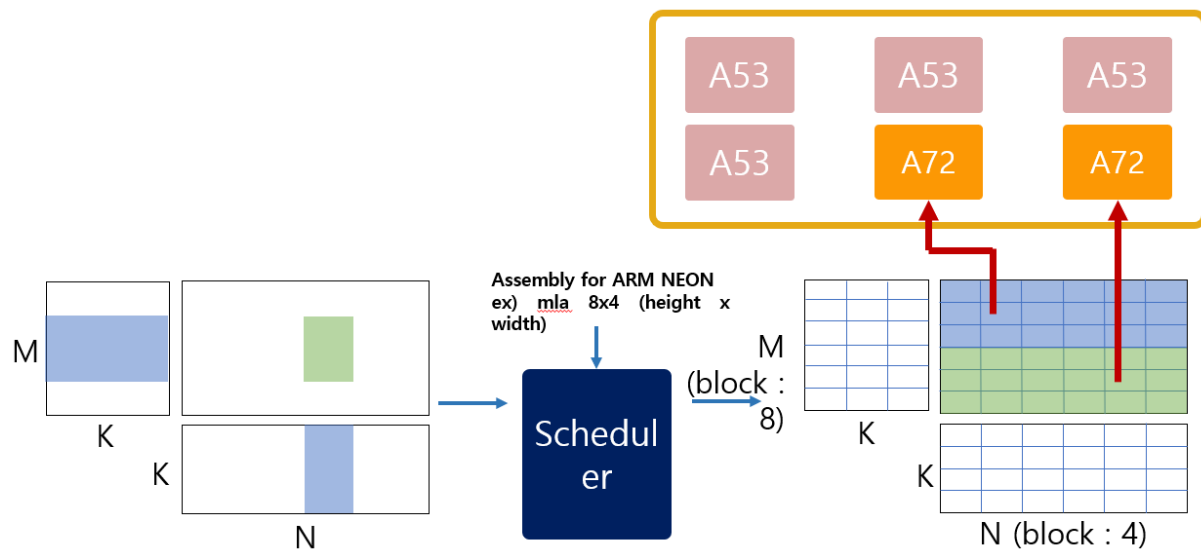 A53
A53
A53
A53
A72
A72
Assembly for ARM NEON
ex) mla 8x4 (height x
width)
M
K
K
N
Schedul
er
M
(block :
8)
K
K
N (block : 4)